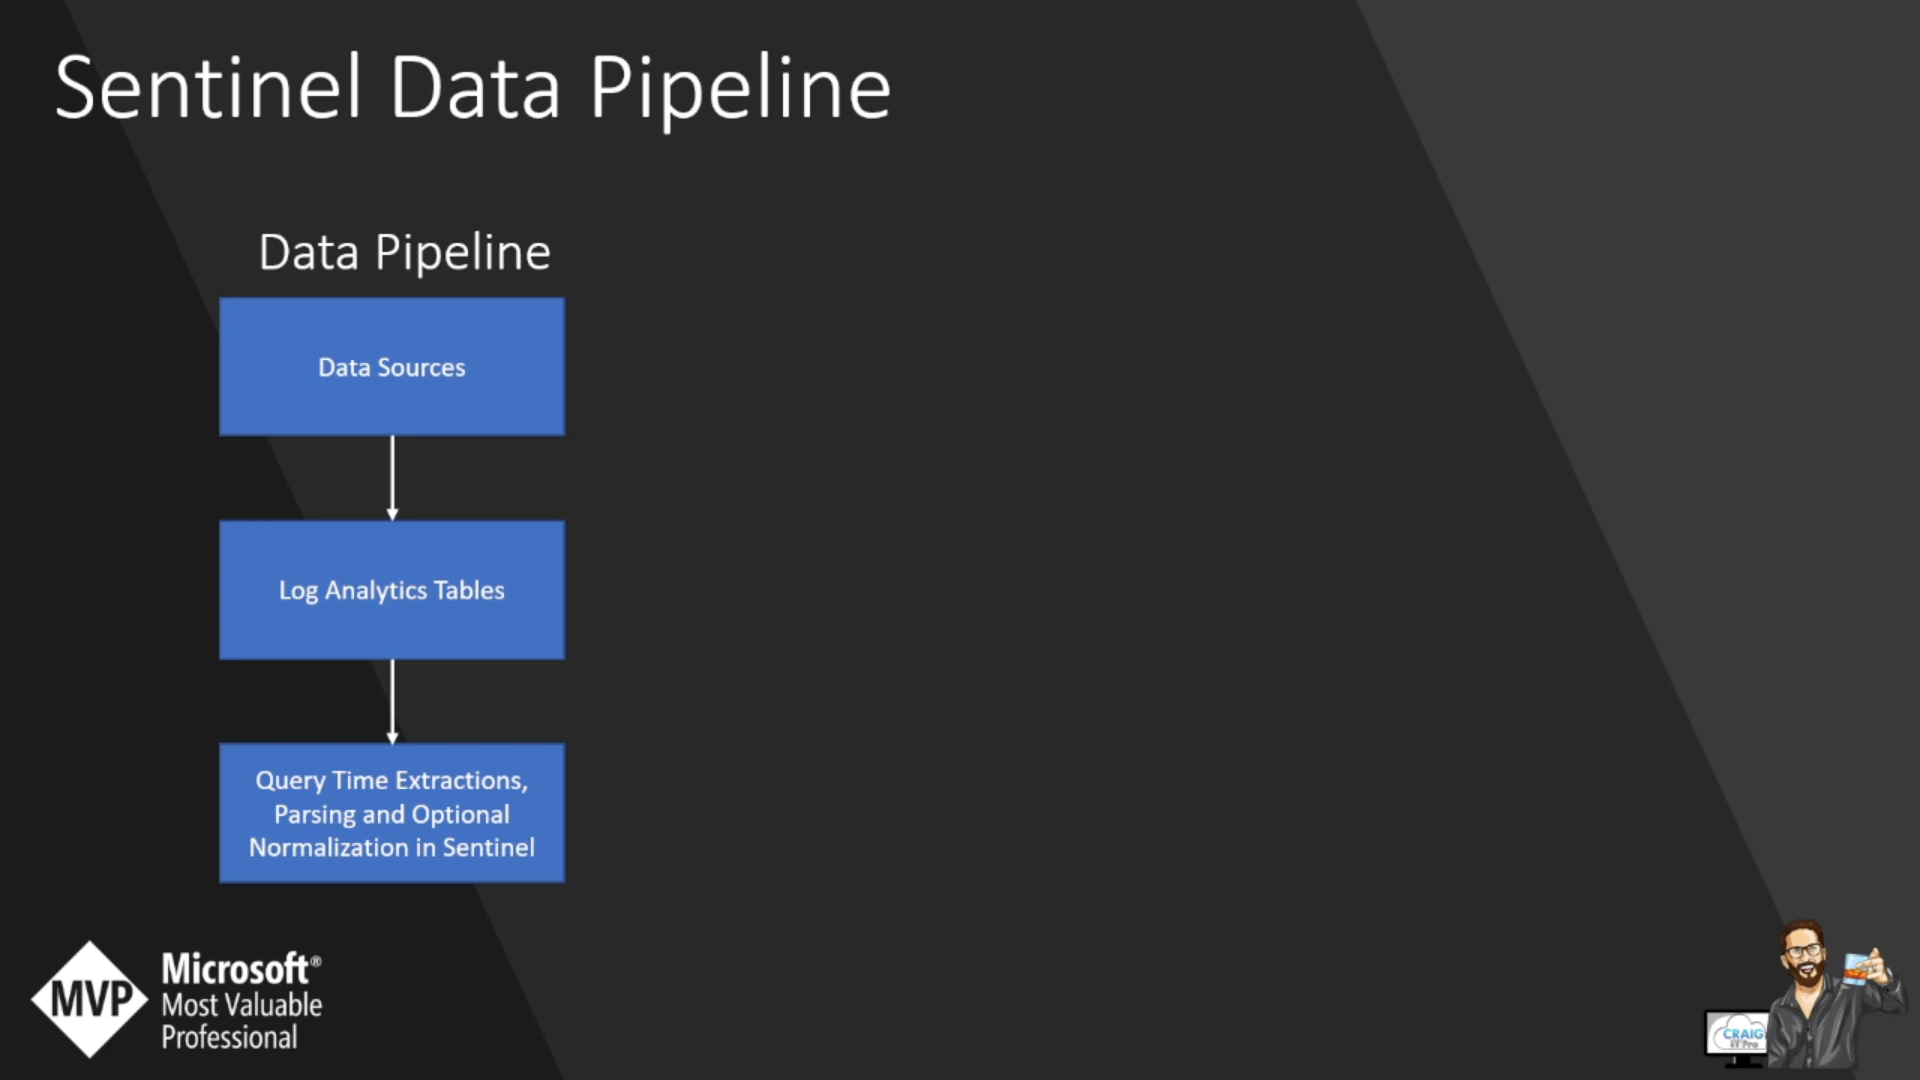 Sentinel Data Pipeline
Data Pipeline
Data Sources
Log Analytics Tables
Query Time Extractions,
Parsing and Optional
Normalization in Sentinel
MVP
Microsoft®
Most Valuable
Professional
CRAIG
IT Pro